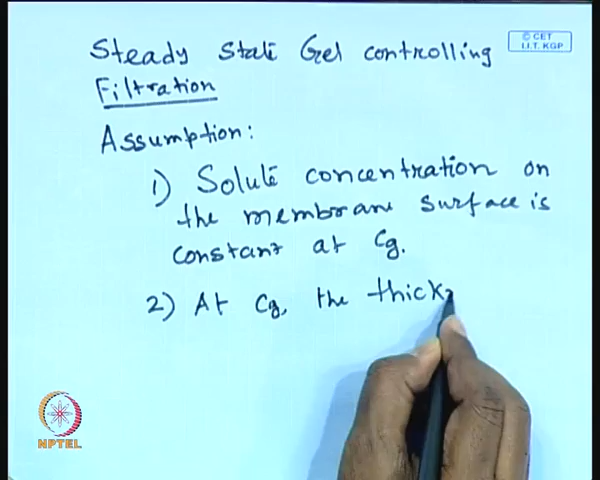 © CET
I.I.T. KGP
Steady State Gel controlling
Filtration
Assumption:
1) Solute concentration on
the membrane surface is
constant at Cg.
2) At Cg, the thick
NPTEL